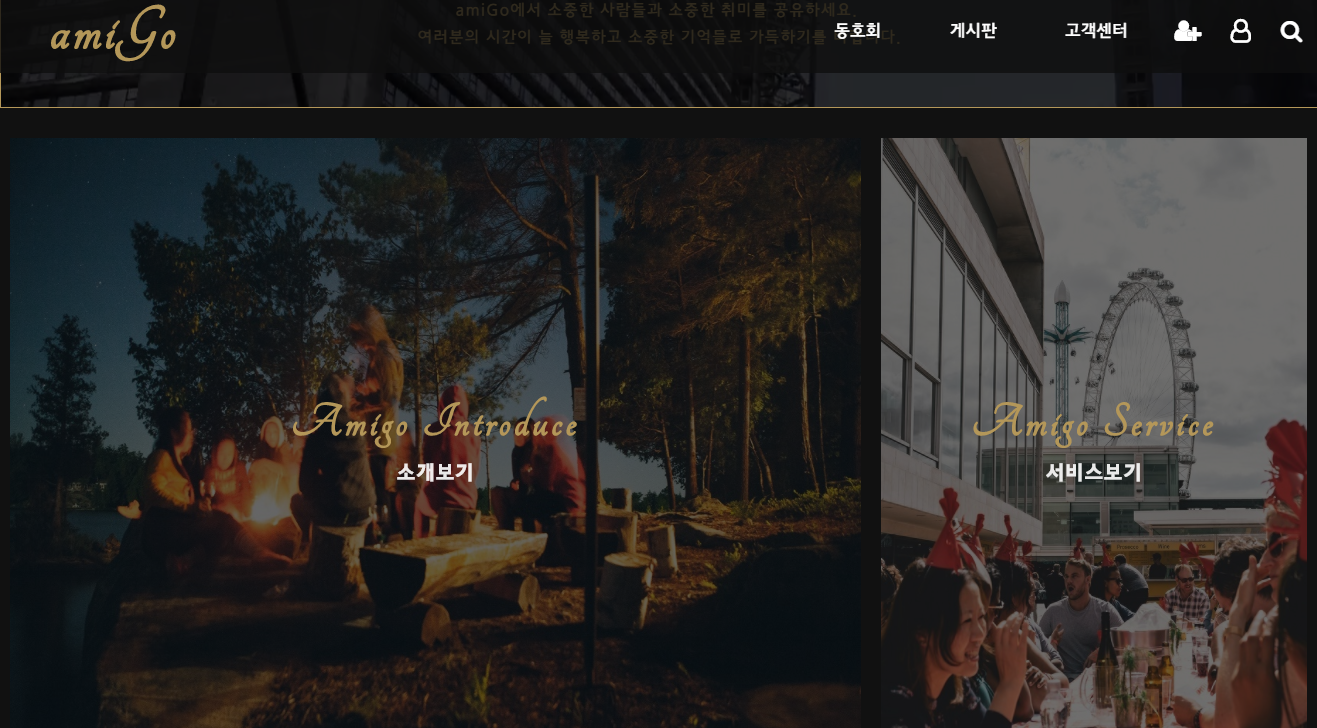 amiGo에서 소중한 사람들과 소중한 취미를 공유하세요
amiGo
동호회
게시판
고객센터
여러분의 시간이 늘 행복하고 소중한 기억들로 가득하기를
Amigo Introduce
소개보기
Amigo Service
서비스보기